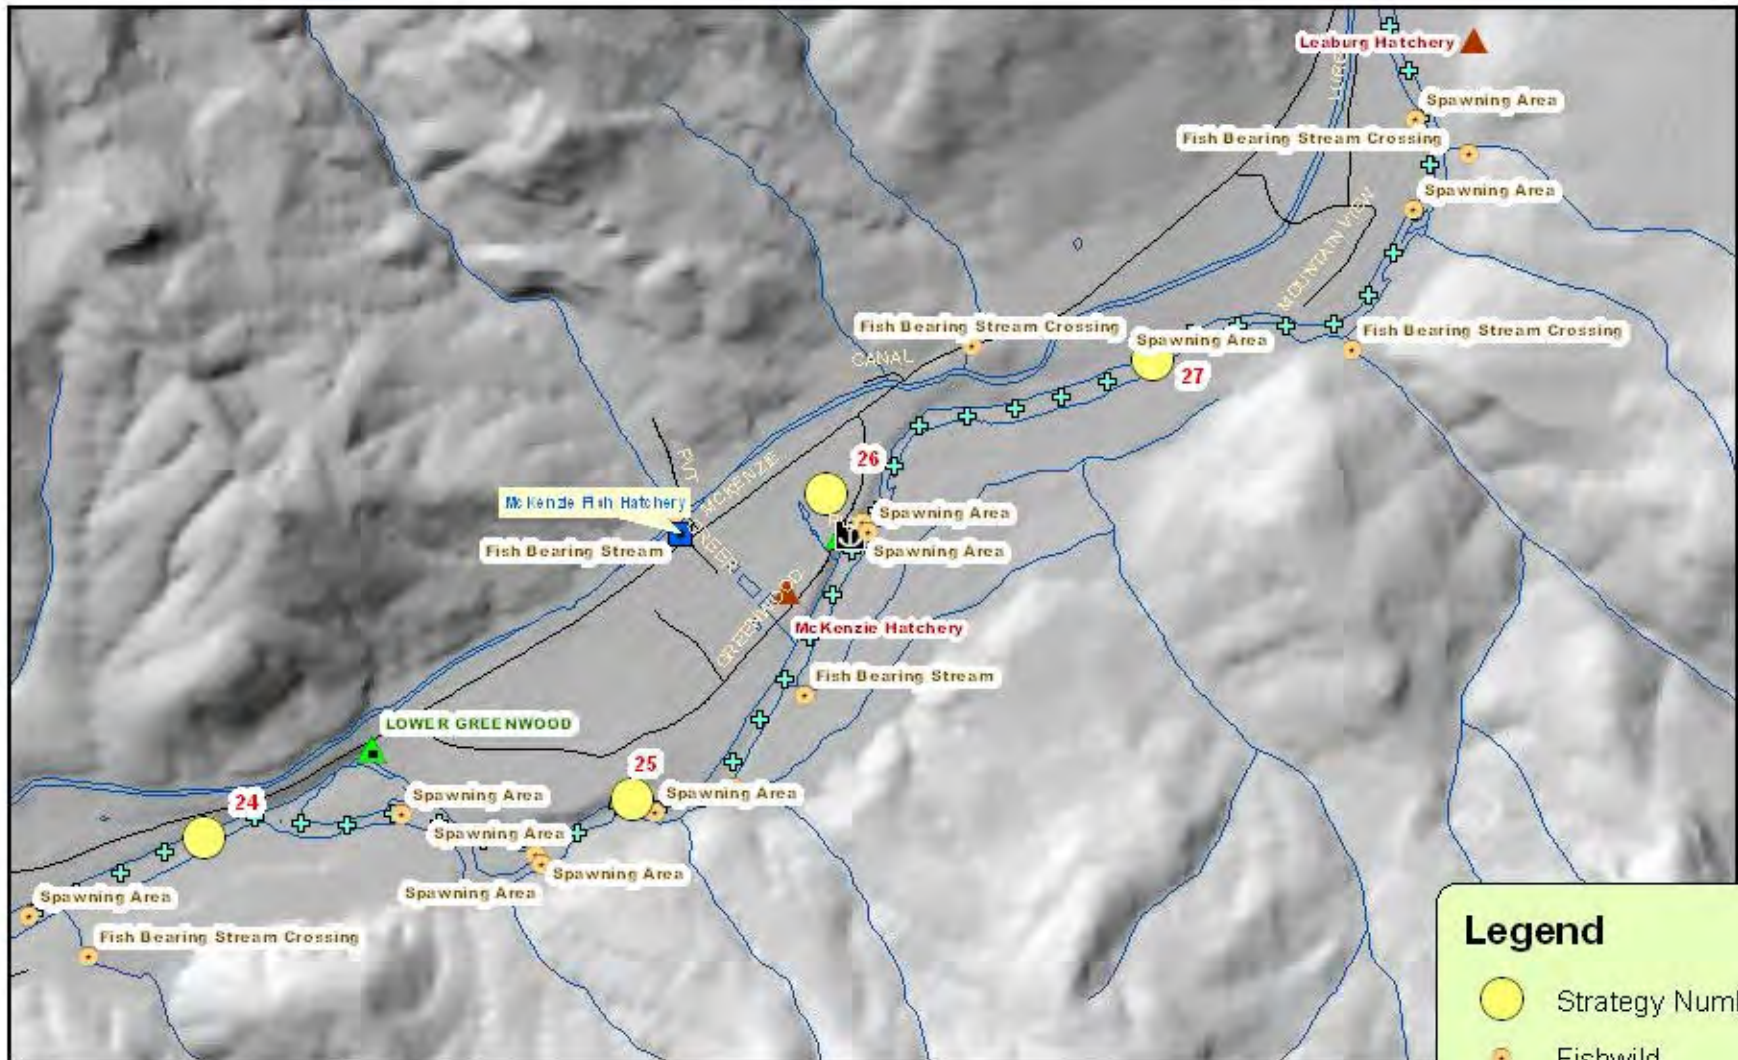 Leaburg Hatchery
Spawning Area
Fish Bearing Stream Crossing
Spawning Area
MOUNTAIN VIEW
Fish Bearing Stream Crossing
Spawning Area
Fish Bearing Stream Crossing
CANAL
27
26
PVT
MCKENZIE
McKenzie Fish Hatchery
Fish Bearing Stream
GREER
Spawning Area
Spawning Area
GREENWOOD
McKenzie Hatchery
Fish Bearing Stream
LOWER GREENWOOD
25
Spawning Area
24
Spawning Area
Spawning Area
Spawning Area
Spawning Area
Spawning Area
Fish Bearing Stream Crossing
Legend
Strategy Num
Fishwild